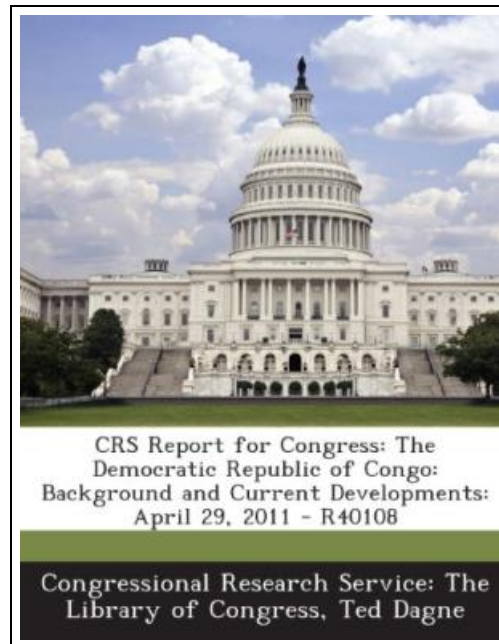 CRS Report for Congress: The
Democratic Republic of Congo:
Background and Current Developments:
April 29, 2011 - R40108
Congressional Research Service: The
Library of Congress, Ted Dagne